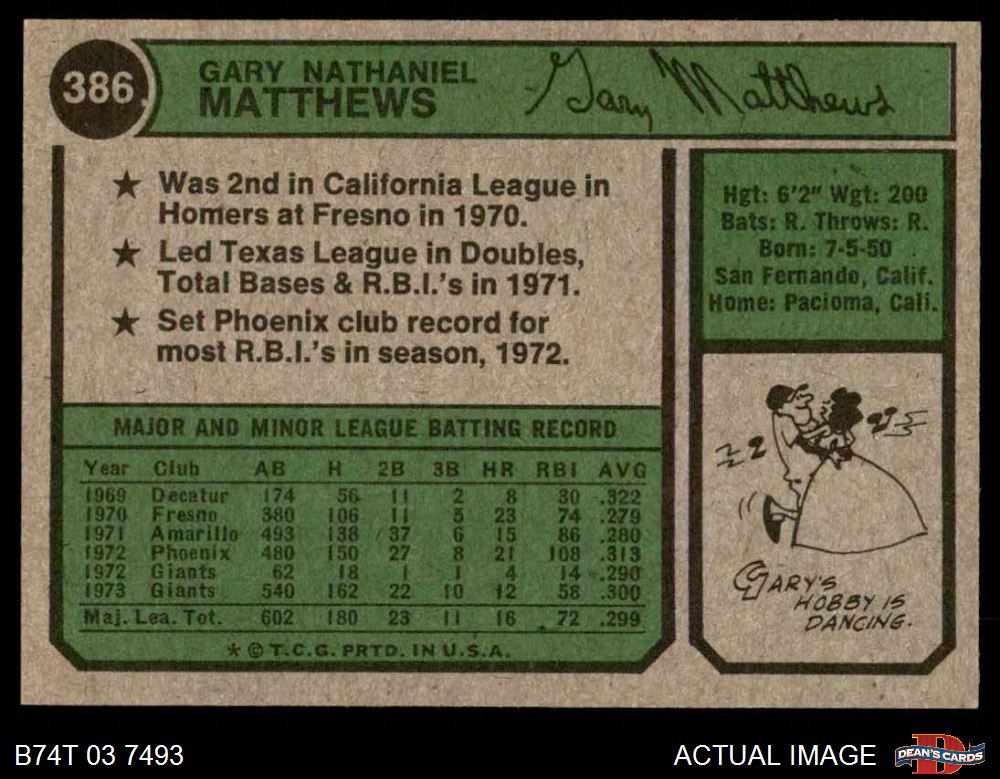 386
GARY NATHANIEL
MATTHEWS
Gary Matthews
★ Was 2nd in California League in
Homers at Fresno in 1970.
★ Led Texas League in Doubles,
Total Bases & R.B.I.'s in 1971.
★ Set Phoenix club record for
most R.B.I.'s in season, 1972.
Hgt: 6'2" Wgt: 200
Bats: R. Throws: R.
Born: 7-5-50
San Fernando, Calif.
Home: Pacioma, Cali.
MAJOR AND MINOR LEAGUE BATTING RECORD
Year Club AB H 2B 3B HR RBI AVG
1969 Decatur 174 56 11 2 8 30 .322
1970 Fresno 380 106 11 5 23 74 .279
1971 Amarillo 493 138 37 6 15 86 .280
1972 Phoenix 480 150 27 8 21 108 .313
1972 Giants 62 18 1 1 4 14 .290
1973 Giants 540 162 22 10 12 58 .300
Maj. Lea. Tot. 602 180 23 11 16 72 .299
* © T.C.G. PRTD. IN U.S.A.
GARY'S
HOBBY IS
DANCING.
B74T 03 7493
ACTUAL IMAGE
DEAN'S CARDS